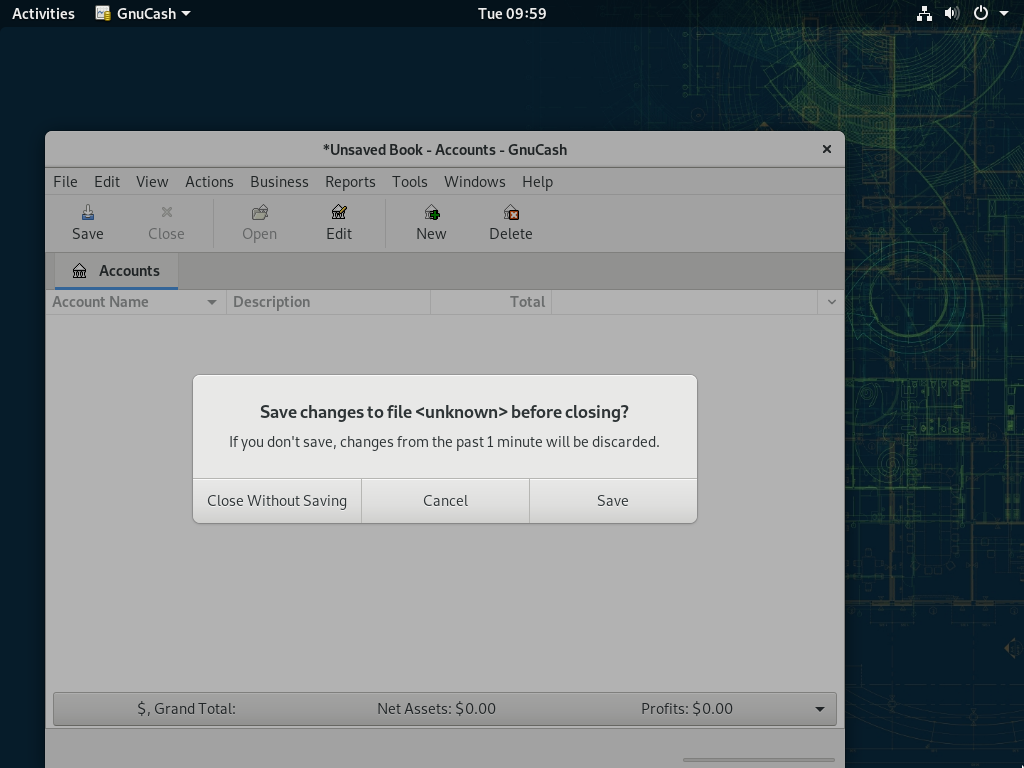 Activities GnuCash Tue 09:59
*Unsaved Book - Accounts - GnuCash
File Edit View Actions Business Reports Tools Windows Help
Save Close Open Edit New Delete
Accounts
Account Name Description Total
Save changes to file <unknown> before closing?
If you don't save, changes from the past 1 minute will be discarded.
Close Without Saving Cancel Save
$, Grand Total: Net Assets: $0.00 Profits: $0.00